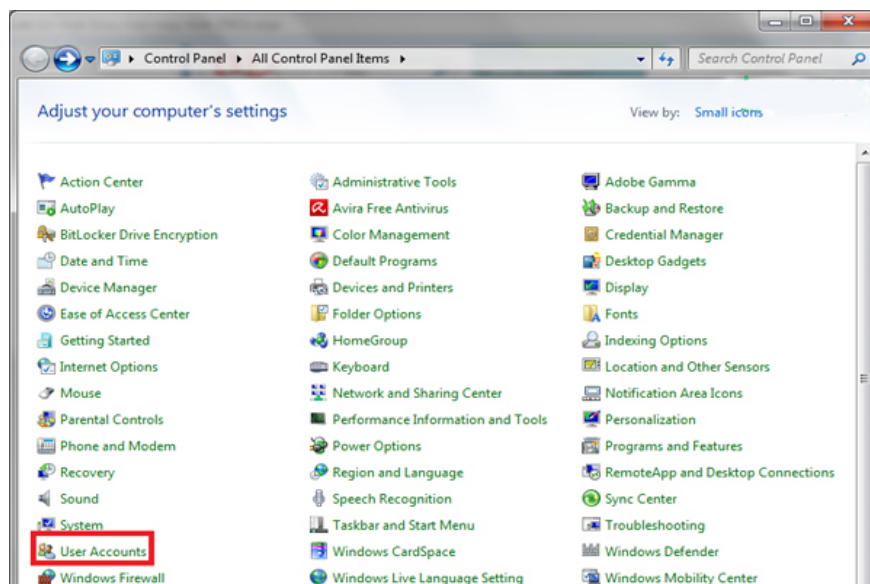 Control Panel All Control Panel Items Search Control Panel
Adjust your computer's settings View by: Small icons
Action Center Administrative Tools Adobe Gamma
AutoPlay Avira Free Antivirus Backup and Restore
BitLocker Drive Encryption Color Management Credential Manager
Date and Time Default Programs Desktop Gadgets
Device Manager Devices and Printers Display
Ease of Access Center Folder Options Fonts
Getting Started HomeGroup Indexing Options
Internet Options Keyboard Location and Other Sensors
Mouse Network and Sharing Center Notification Area Icons
Parental Controls Performance Information and Tools Personalization
Phone and Modem Power Options Programs and Features
Recovery Region and Language RemoteApp and Desktop Connections
Sound Speech Recognition Sync Center
System Taskbar and Start Menu Troubleshooting
User Accounts Windows CardSpace Windows Defender
Windows Firewall Windows Live Language Setting Windows Mobility Center